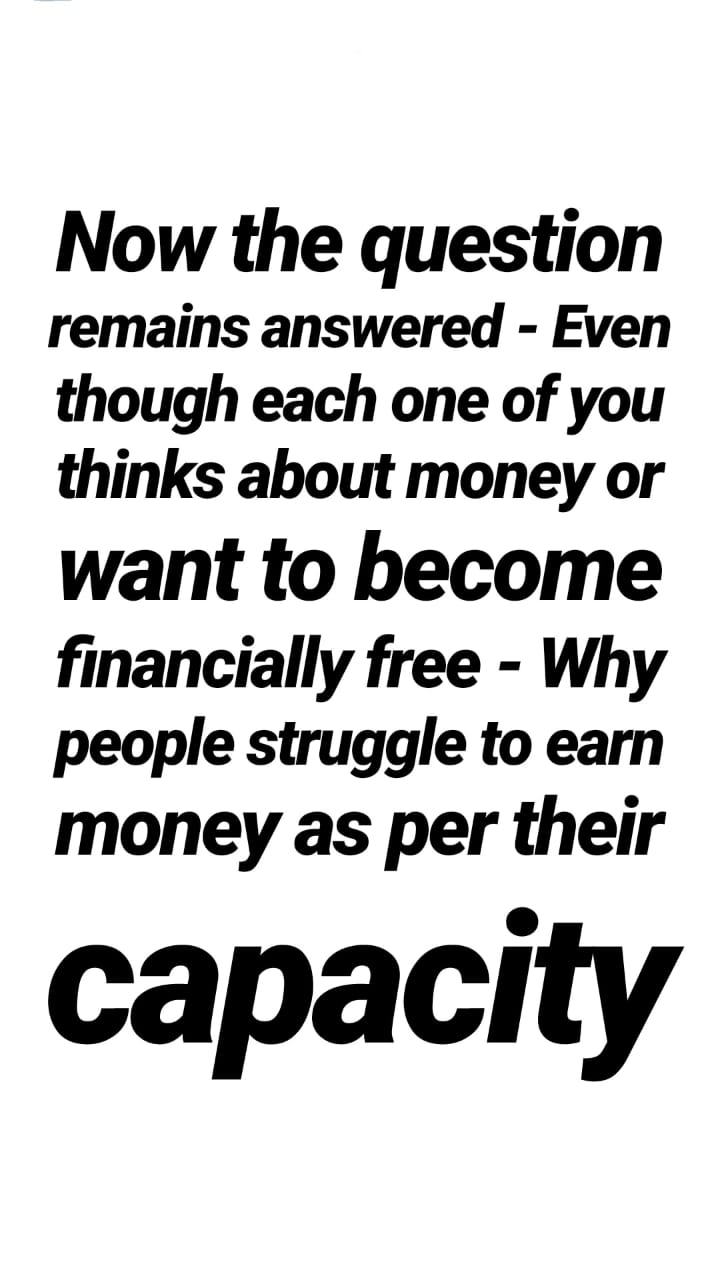 Now the question
remains answered - Even
though each one of you
thinks about money or
want to become
financially free - Why
people struggle to earn
money as per their
capacity